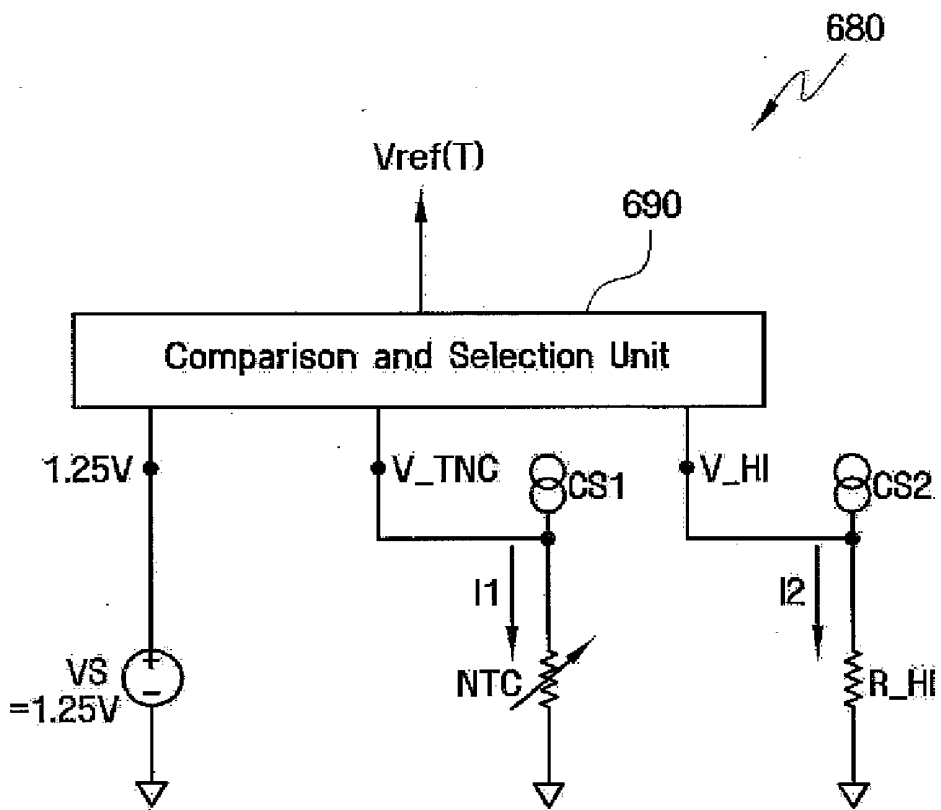 680
Vref(T)
690
Comparison and Selection Unit
1.25V
V_TNC
CS1
V_HI
CS2
I1
I2
VS
=1.25V
NTC
R_HI